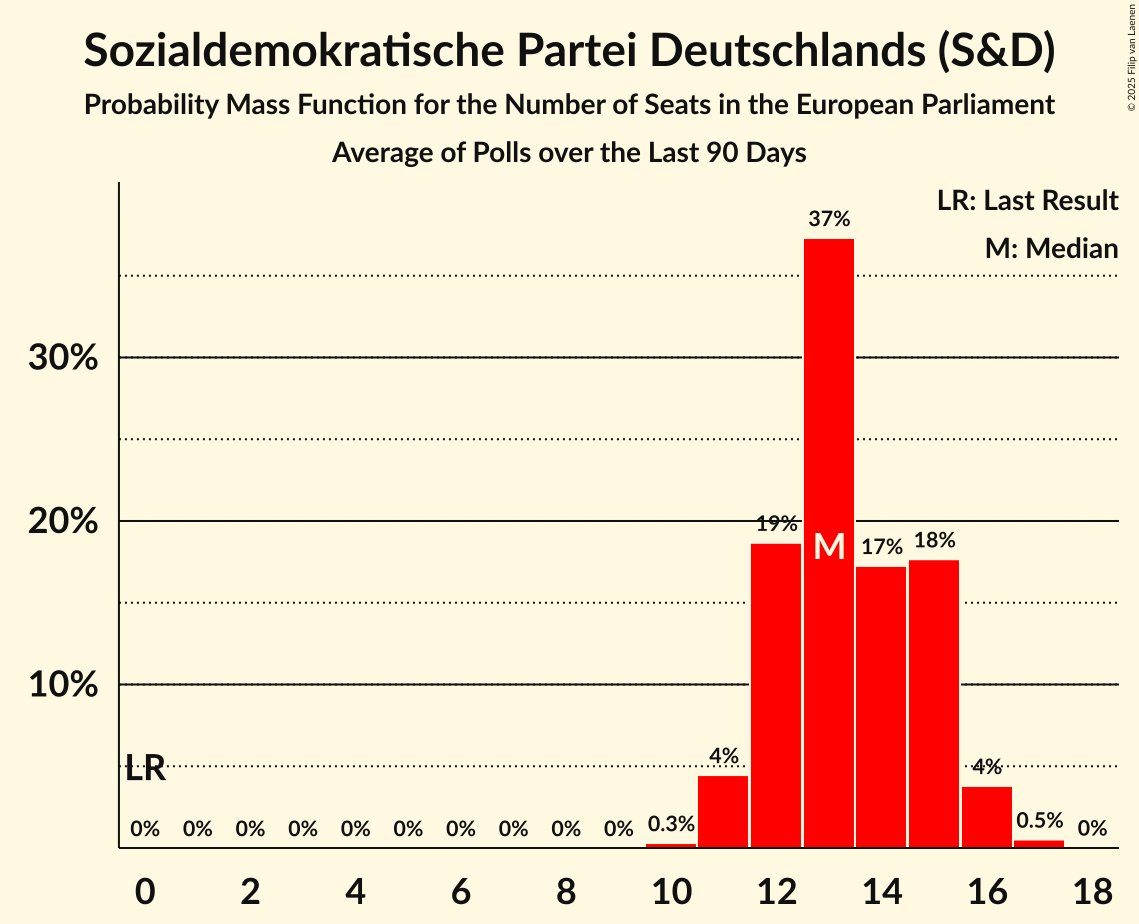 Sozialdemokratische Partei Deutschlands (S&D)
Probability Mass Function for the Number of Seats in the European Parliament
Average of Polls over the Last 90 Days
© 2025 Filip van Laenen
LR: Last Result
M: Median
30%
20%
10%
LR
0% 0% 0% 0% 0% 0% 0% 0% 0% 0% 0.3% 4% 19% 37% 17% 18% 4% 0.5% 0%
M
0 2 4 6 8 10 12 14 16 18